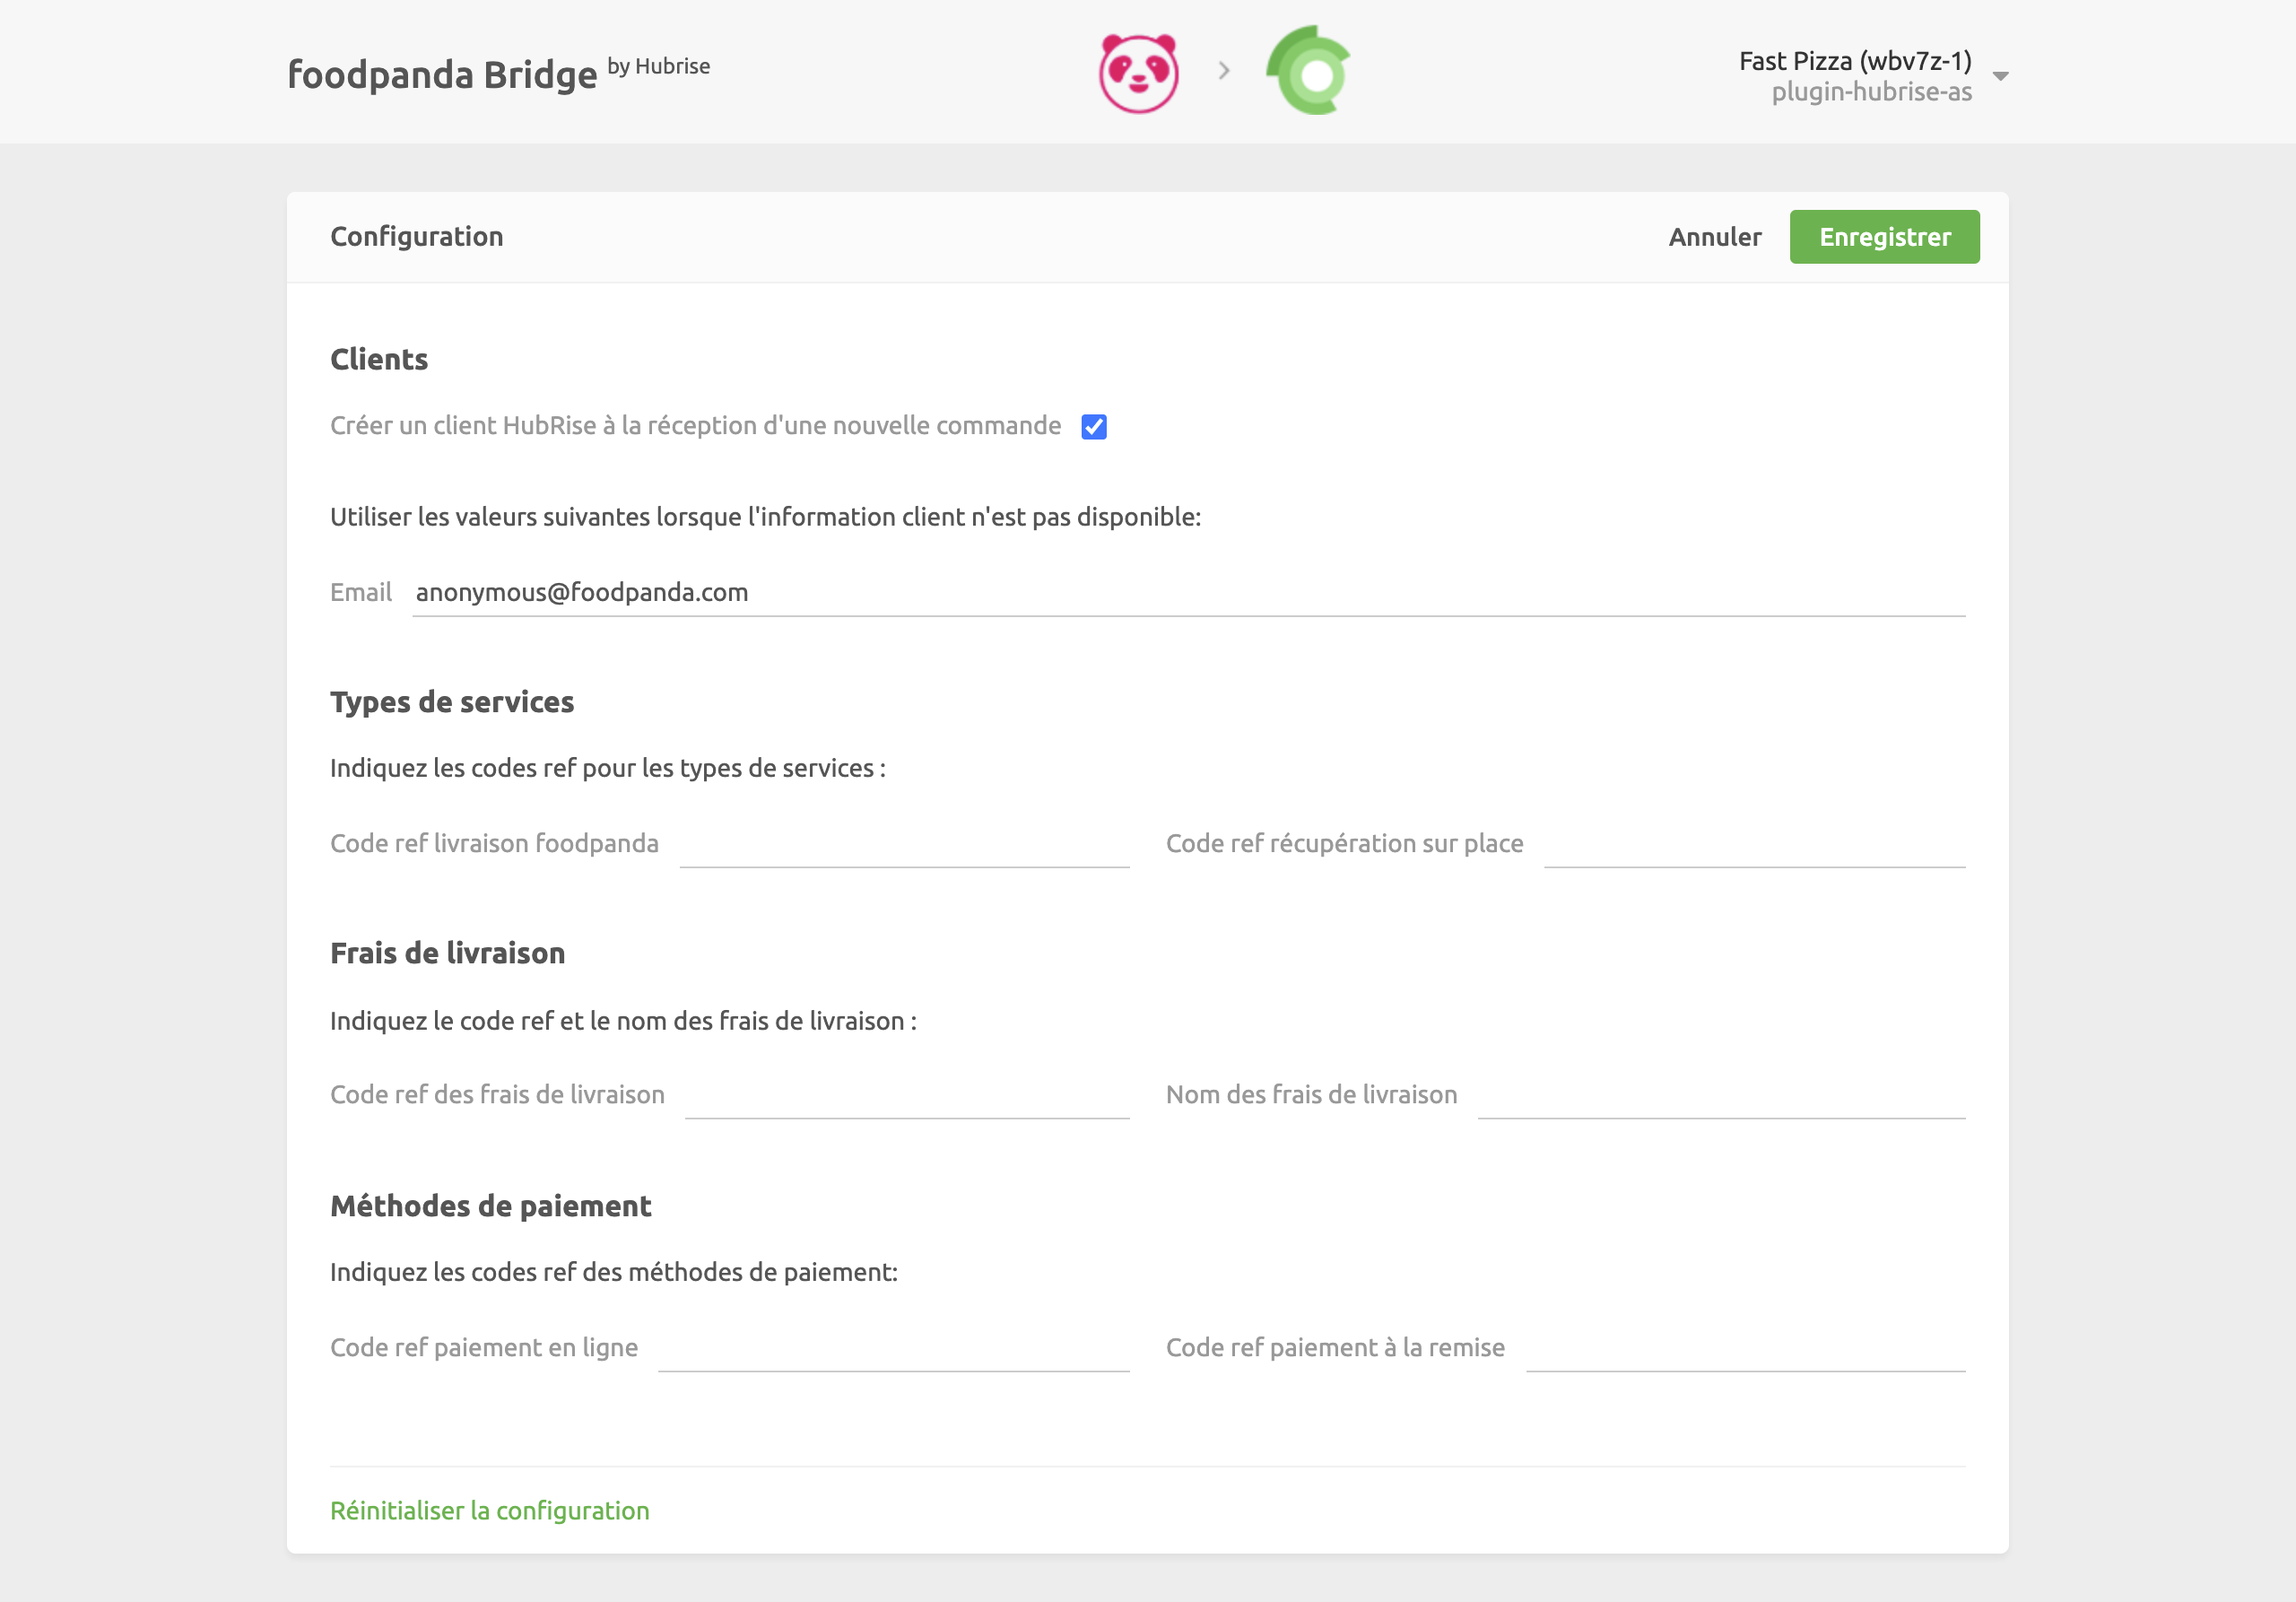 foodpanda Bridge by Hubrise
Fast Pizza (wbv7z-1)
plugin-hubrise-as
Configuration
Annuler
Enregistrer
Clients
Créer un client HubRise à la réception d'une nouvelle commande
Utiliser les valeurs suivantes lorsque l'information client n'est pas disponible:
Email anonymous@foodpanda.com
Types de services
Indiquez les codes ref pour les types de services :
Code ref livraison foodpanda
Code ref récupération sur place
Frais de livraison
Indiquez le code ref et le nom des frais de livraison :
Code ref des frais de livraison
Nom des frais de livraison
Méthodes de paiement
Indiquez les codes ref des méthodes de paiement:
Code ref paiement en ligne
Code ref paiement à la remise
Réinitialiser la configuration